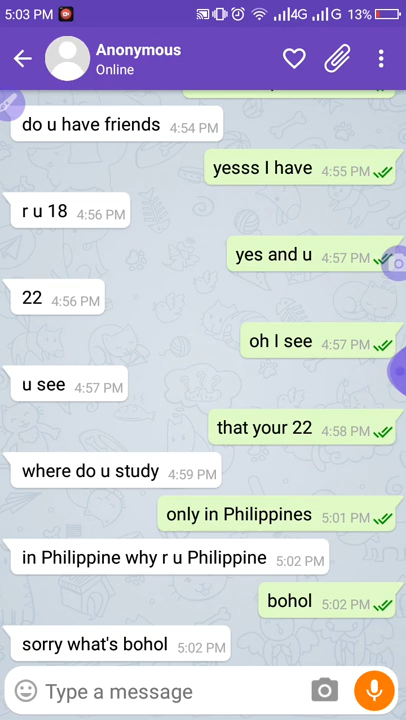 5:03 PM 4G G 13%
Anonymous
Online
do u have friends 4:54 PM
yesss I have 4:55 PM
r u 18 4:56 PM
yes and u 4:57 PM
22 4:56 PM
oh I see 4:57 PM
u see 4:57 PM
that your 22 4:58 PM
where do u study 4:59 PM
only in Philippines 5:01 PM
in Philippine why r u Philippine 5:02 PM
bohol 5:02 PM
sorry what's bohol 5:02 PM
Type a message